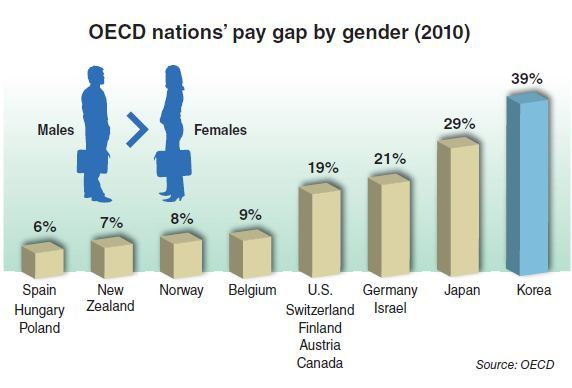 OECD nations' pay gap by gender (2010)
Males > Females
6%
7%
8%
9%
19%
21%
29%
39%
Spain
Hungary
Poland
New
Zealand
Norway
Belgium
U.S.
Switzerland
Finland
Austria
Canada
Germany
Israel
Japan
Korea
Source: OECD